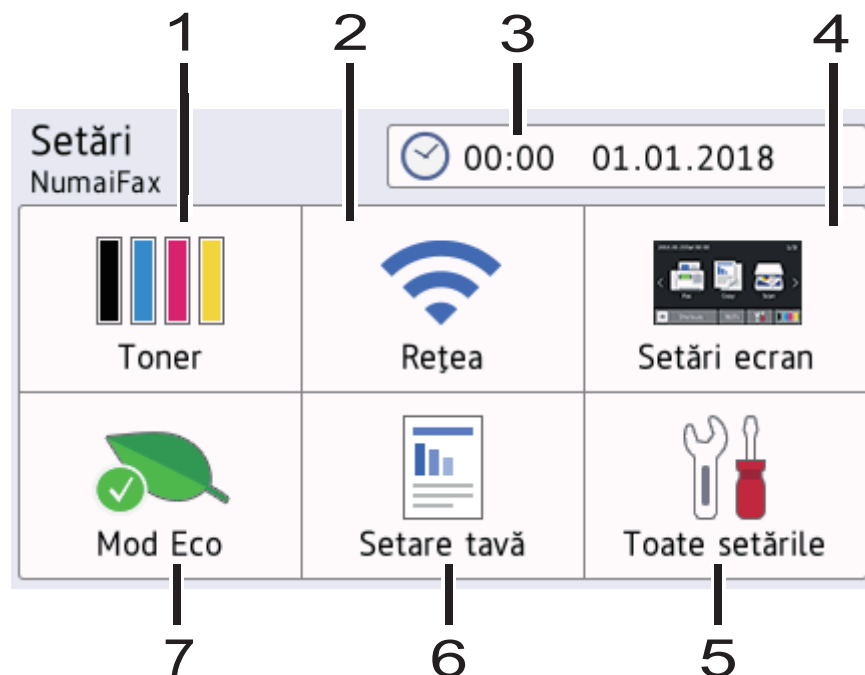 1 2 3 4
Setări
NumaiFax
00:00 01.01.2018
Toner Rețea Setări ecran
Mod Eco Setare tavă Toate setările
7 6 5